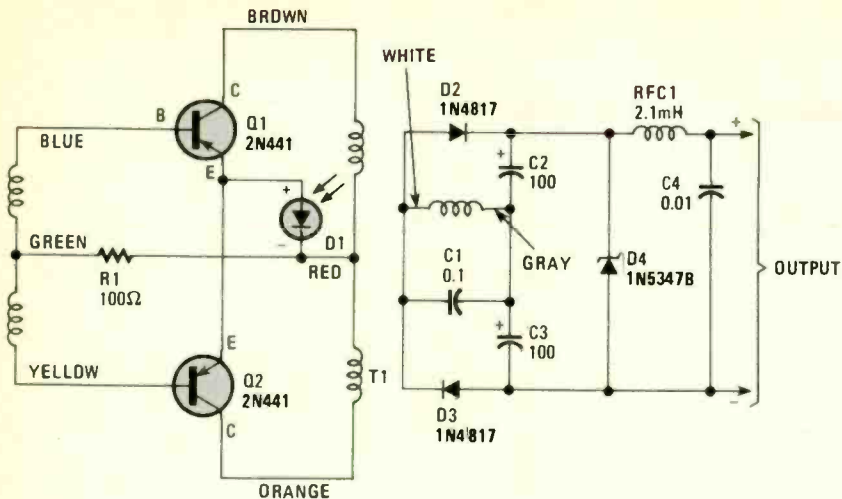 BROWN
WHITE
D2
1N4817
RFC1
2.1mH
C
B
Q1
2N441
BLUE
E
+
+
C2
100
+
C4
0.01
GREEN
R1
100Ω
–
D1
RED
C1
0.1
GRAY
D4
1N5347B
OUTPUT
+
C3
100
YELLOW
E
Q2
2N441
T1
C
D3
1N4817
–
ORANGE